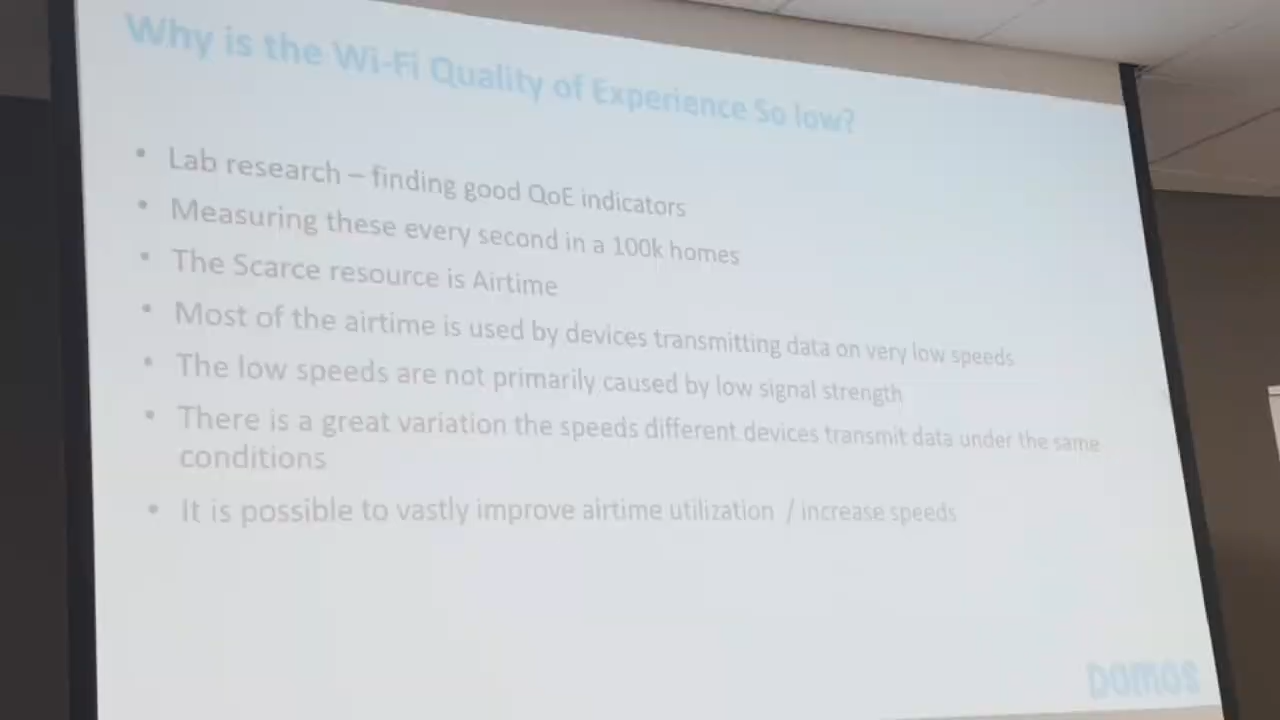 Why is the Wi-Fi Quality of Experience So low?
• Lab research – finding good QoE indicators
• Measuring these every second in a 100k homes
• The Scarce resource is Airtime
• Most of the airtime is used by devices transmitting data on very low speeds
• The low speeds are not primarily caused by low signal strength
• There is a great variation the speeds different devices transmit data under the same
conditions
• It is possible to vastly improve airtime utilization / increase speeds
DOMOS